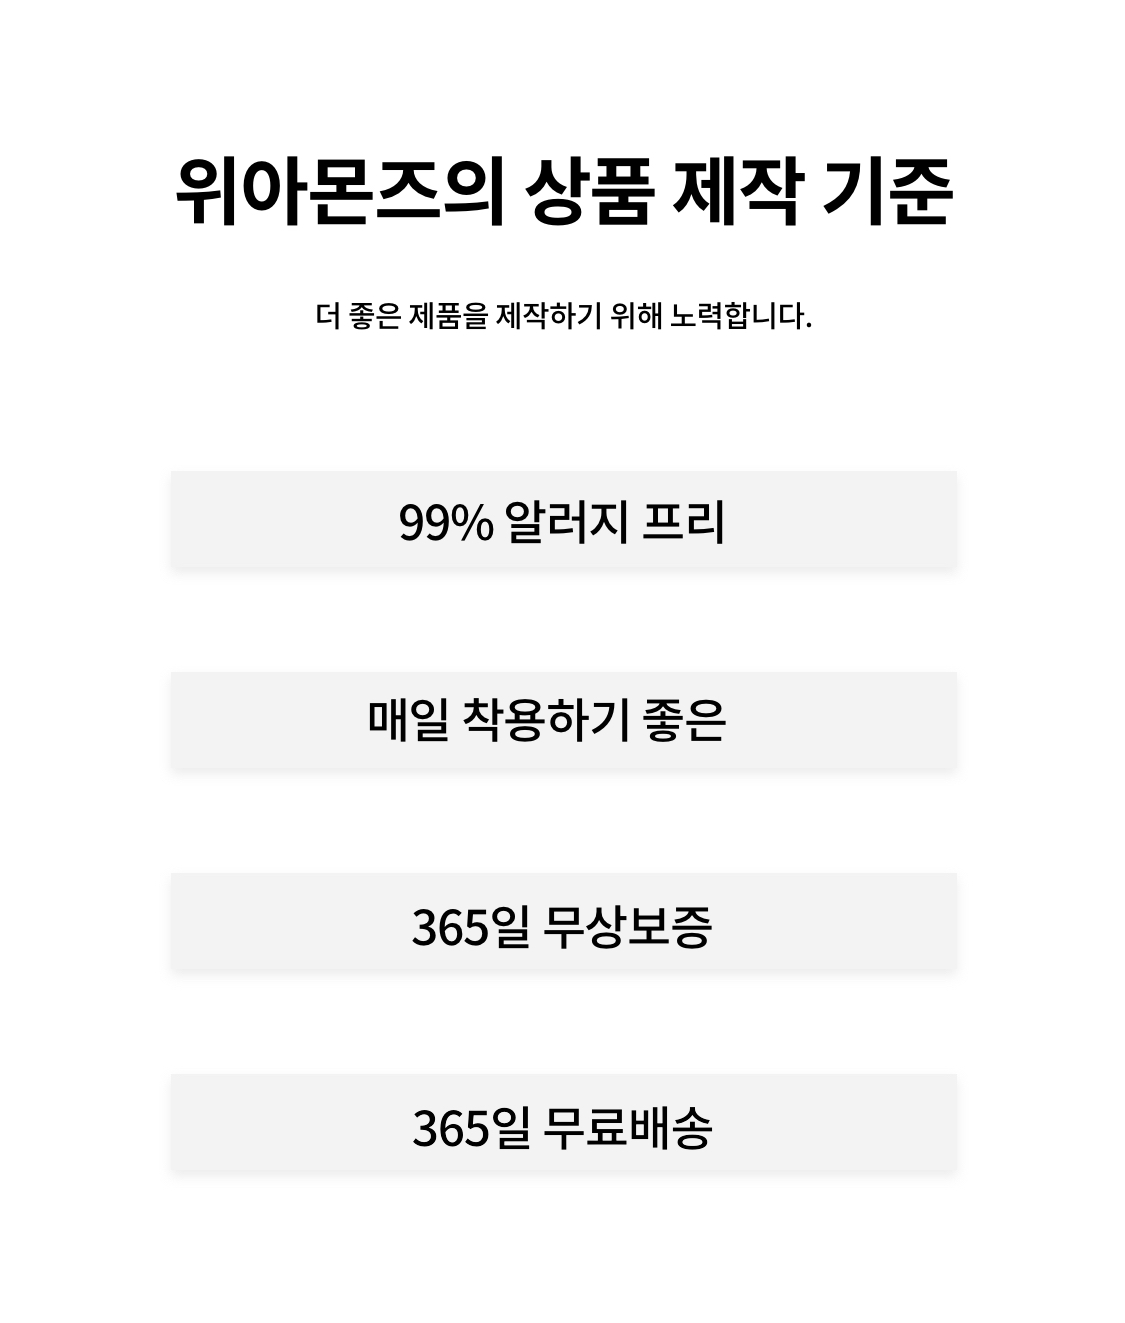 위아몬즈의 상품 제작 기준
더 좋은 제품을 제작하기 위해 노력합니다.
99% 알러지 프리
매일 착용하기 좋은
365일 무상보증
365일 무료배송